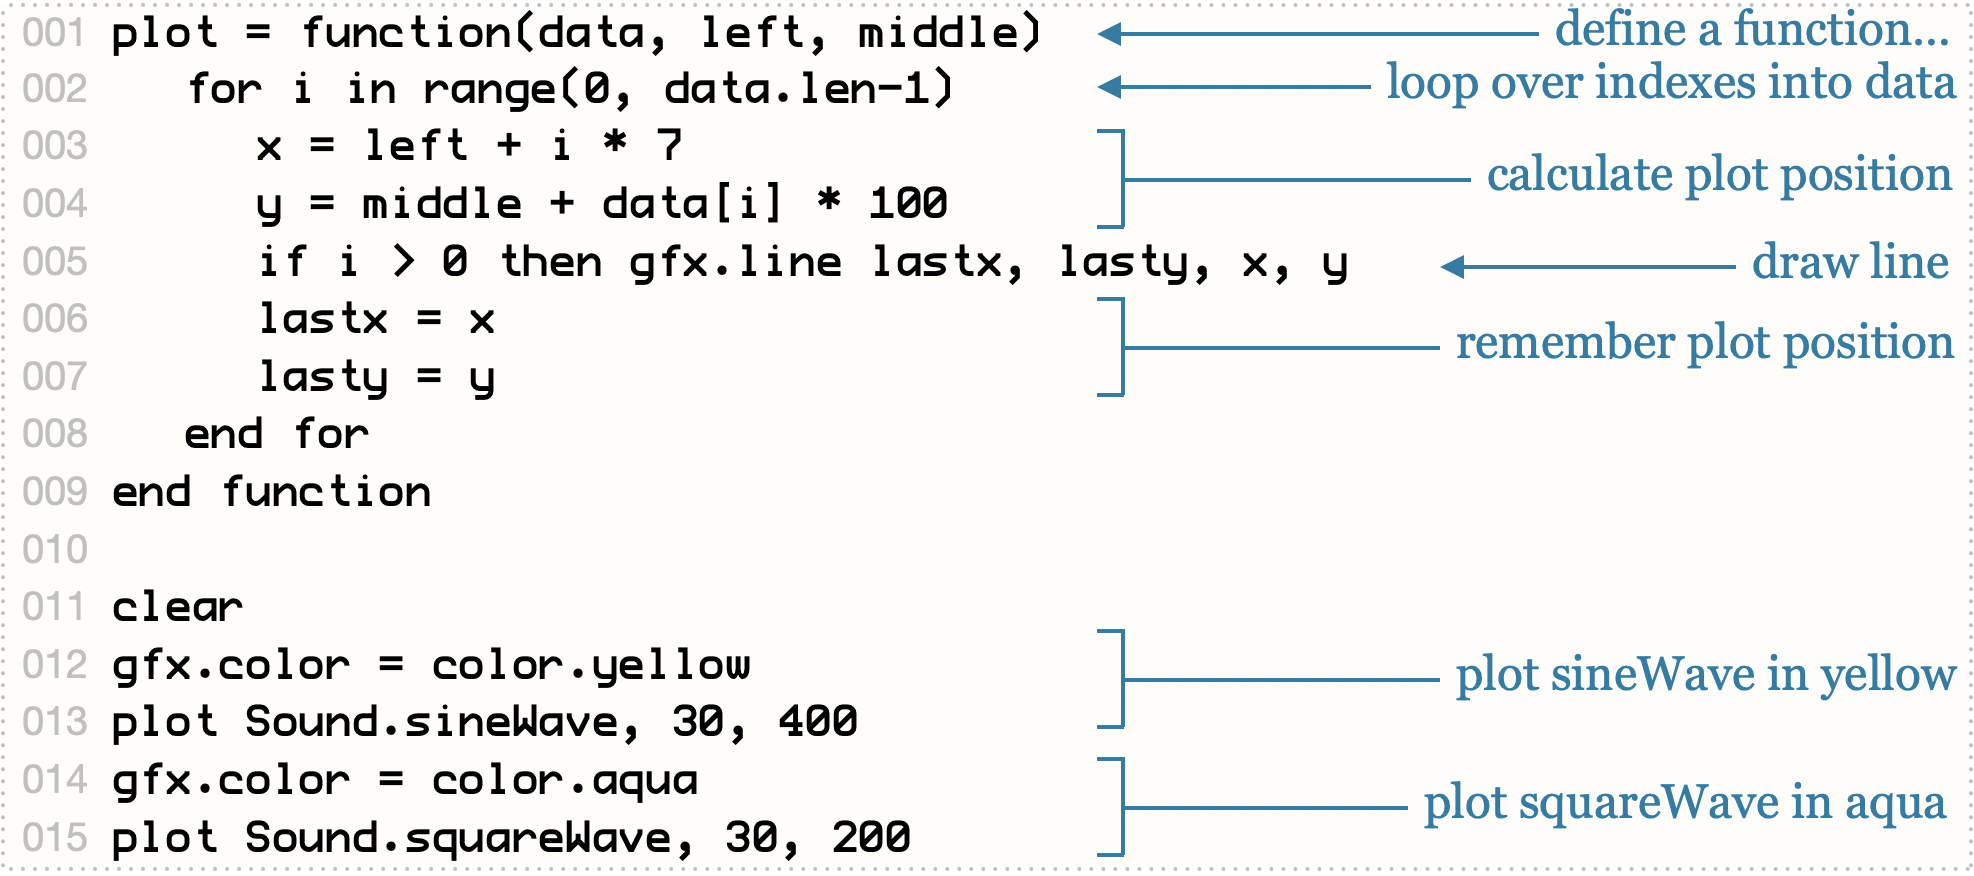 001 plot = function(data, left, middle) define a function...
002 for i in range(0, data.len-1) loop over indexes into data
003 x = left + i * 7
calculate plot position
004 y = middle + data[i] * 100
005 if i > 0 then gfx.line lastx, lasty, x, y draw line
006 lastx = x
remember plot position
007 lasty = y
008 end for
009 end function
010
011 clear
012 gfx.color = color.yellow
plot sineWave in yellow
013 plot Sound.sineWave, 30, 400
014 gfx.color = color.aqua
plot squareWave in aqua
015 plot Sound.squareWave, 30, 200